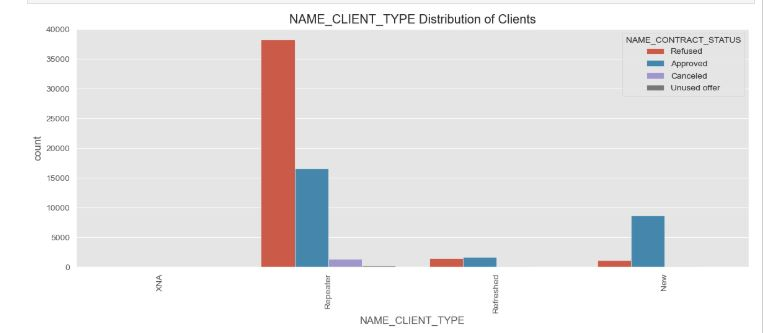 NAME_CLIENT_TYPE Distribution of Clients
NAME_CONTRACT_STATUS
Refused
Approved
Canceled
Unused offer
40000
35000
30000
25000
20000
15000
10000
5000
0
count
XNA
Repeater
Refreshed
New
NAME_CLIENT_TYPE